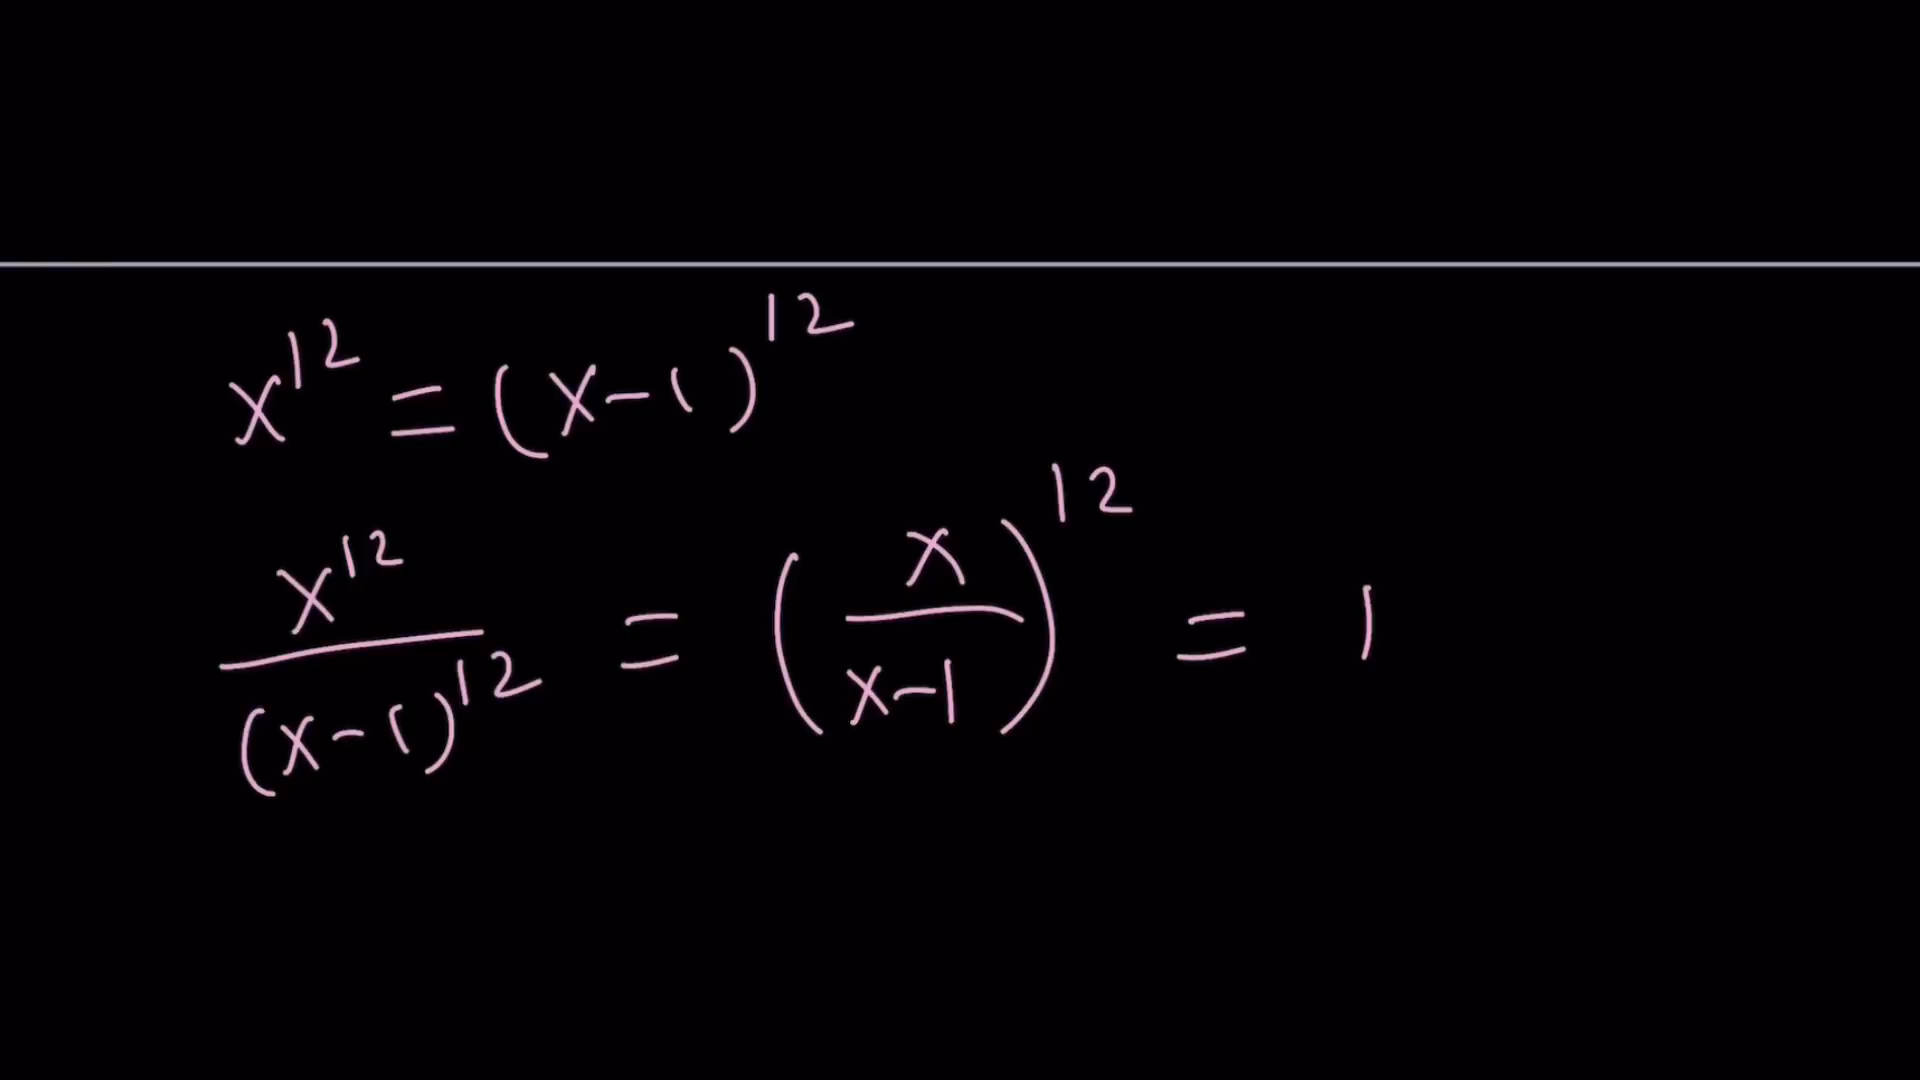 x^12 = (x-1)^12
x^12/(x-1)^12 = (x/(x-1))^12 = 1